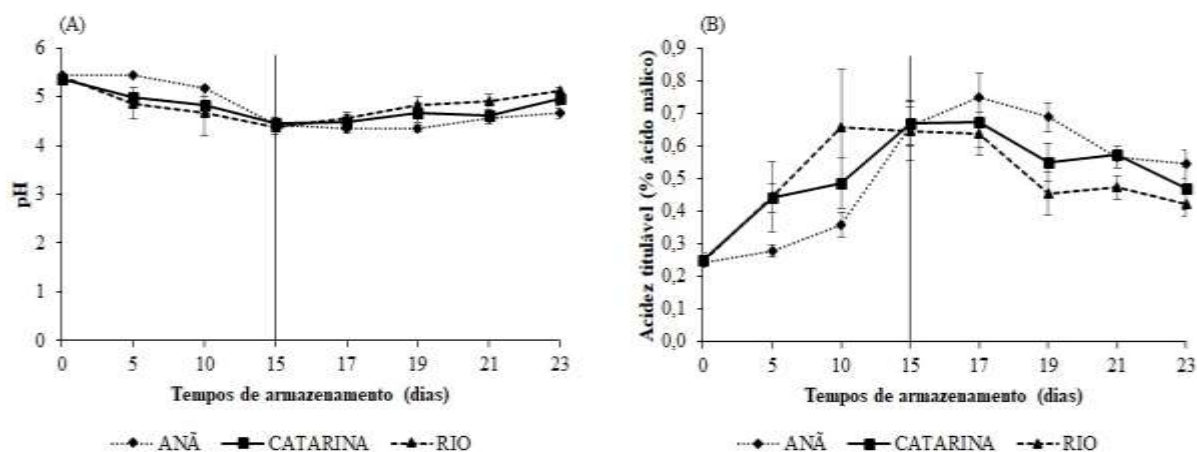 (A)
6
5
4
3
2
1
0
pH
0 5 10 15 17 19 21 23
Tempos de armazenamento (dias)
ANÃ CATARINA RIO
(B)
0,9
0,8
0,7
0,6
0,5
0,4
0,3
0,2
0,1
0,0
Acidez titulável (% ácido málico)
0 5 10 15 17 19 21 23
Tempos de armazenamento (dias)
ANÃ CATARINA RIO